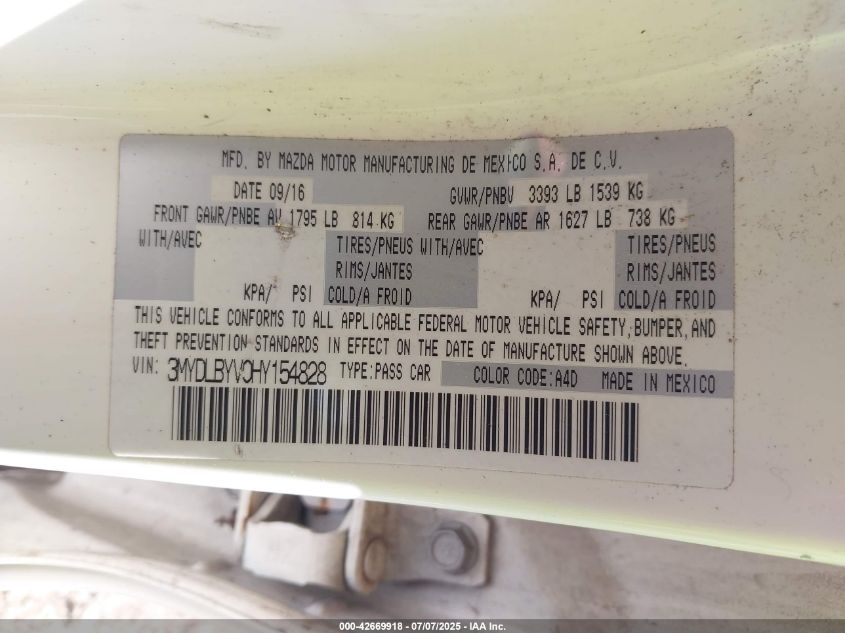 MFD. BY MAZDA MOTOR MANUFACTURING DE MEXICO S.A. DE C.V.
DATE 09/16 GVWR/PNBV 3393 LB 1539 KG
FRONT GAWR/PNBE AV 1795 LB 814 KG REAR GAWR/PNBE AR 1627 LB 738 KG
WITH/AVEC TIRES/PNEUS WITH/AVEC TIRES/PNEUS
RIMS/JANTES RIMS/JANTES
KPA/ PSI COLD/A FROID KPA/ PSI COLD/A FROID
THIS VEHICLE CONFORMS TO ALL APPLICABLE FEDERAL MOTOR VEHICLE SAFETY, BUMPER, AND
THEFT PREVENTION STANDARDS IN EFFECT ON THE DATE OF MANUFACTURE SHOWN ABOVE.
VIN: 3MYDLBYV0HY154828 TYPE:PASS CAR COLOR CODE:A4D MADE IN MEXICO
000-42669918 - 07/07/2025 - IAA Inc.